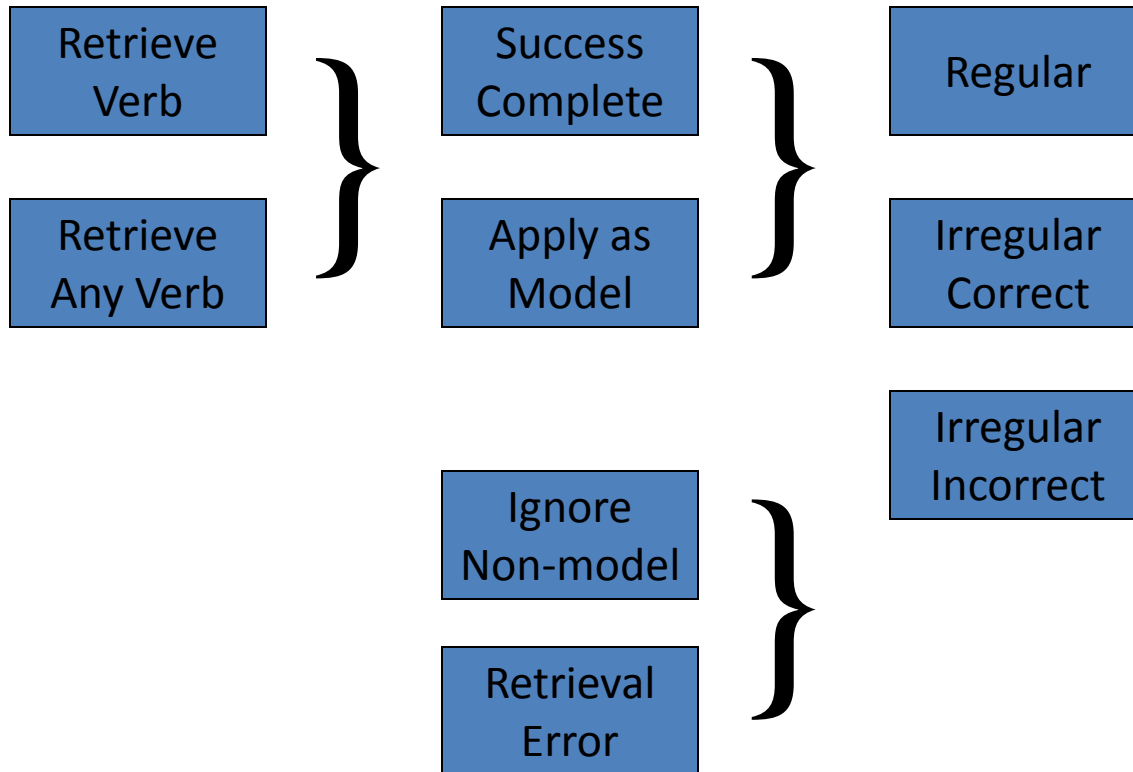 Retrieve
Verb
Retrieve
Any Verb
Success
Complete
Apply as
Model
Ignore
Non-model
Retrieval
Error
Regular
Irregular
Correct
Irregular
Incorrect